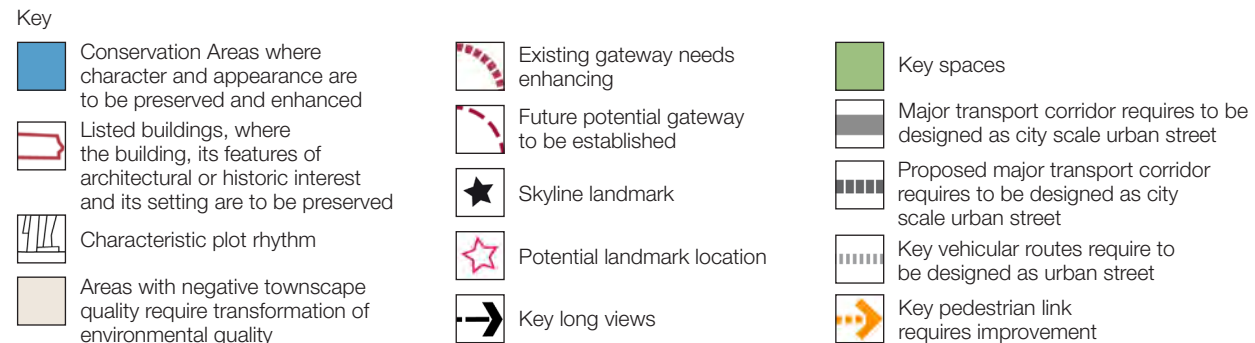 Key
Conservation Areas where
character and appearance are
to be preserved and enhanced
Listed buildings, where
the building, its features of
architectural or historic interest
and its setting are to be preserved
Characteristic plot rhythm
Areas with negative townscape
quality require transformation of
environmental quality
Existing gateway needs
enhancing
Future potential gateway
to be established
Skyline landmark
Potential landmark location
Key long views
Key spaces
Major transport corridor requires to be
designed as city scale urban street
Proposed major transport corridor
requires to be designed as city
scale urban street
Key vehicular routes require to
be designed as urban street
Key pedestrian link
requires improvement